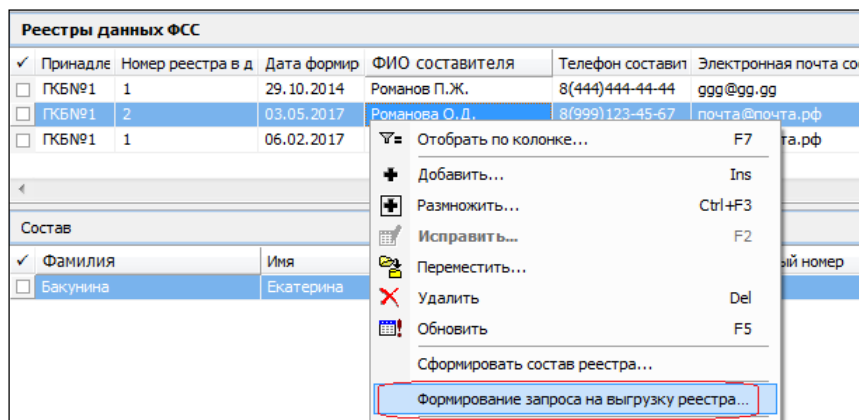 Реестры данных ФСС
✓ Принадле Номер реестра в д Дата формир ФИО составителя Телефон составит Электронная почта со
ГКБ№1 1 29.10.2014 Романов П.Ж. 8(444)444-44-44 ggg@gg.gg
ГКБ№1 2 03.05.2017 Романова О.Д. 8(999)123-45-67 почта@почта.рф
ГКБ№1 1 06.02.2017 та.рф
Отобрать по колонке... F7
Добавить... Ins
Размножить... Ctrl+F3
Исправить... F2
Переместить...
Удалить Del
Обновить F5
Сформировать состав реестра...
Формирование запроса на выгрузку реестра...
Состав
✓ Фамилия Имя ый номер
Бакунина Екатерина